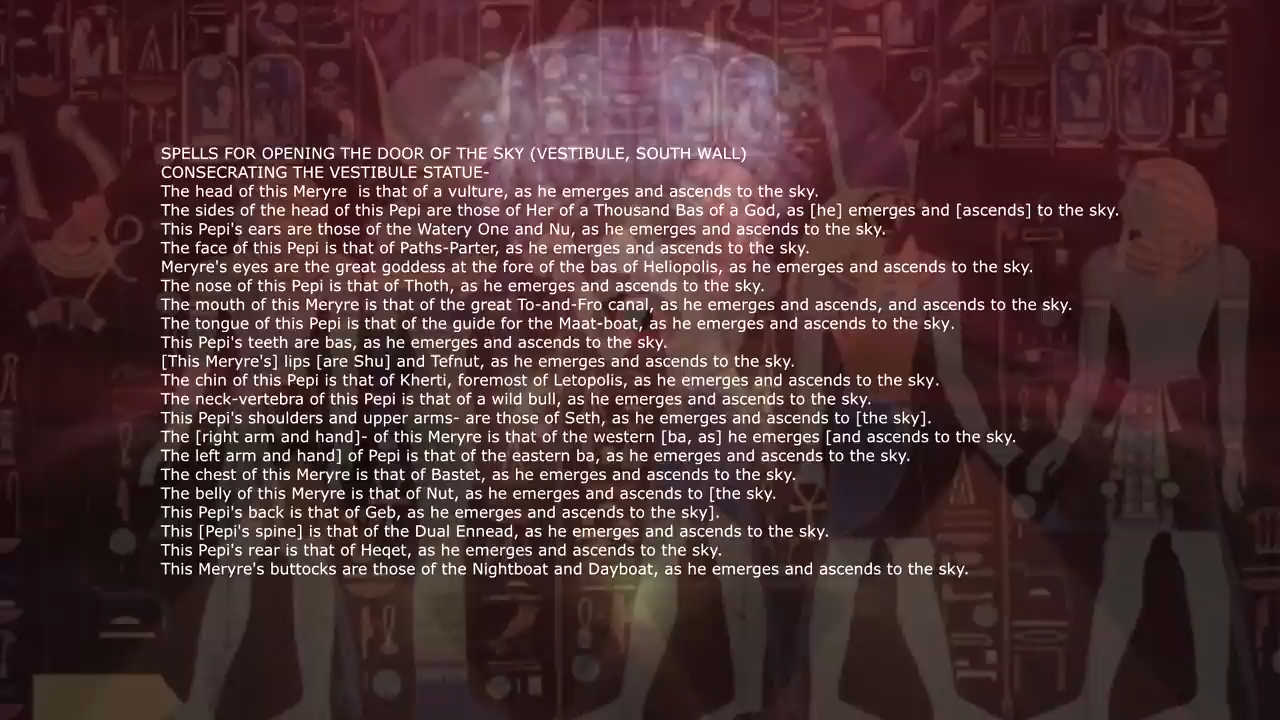 SPELLS FOR OPENING THE DOOR OF THE SKY (VESTIBULE, SOUTH WALL)
CONSECRATING THE VESTIBULE STATUE-
The head of this Meryre  is that of a vulture, as he emerges and ascends to the sky.
The sides of the head of this Pepi are those of Her of a Thousand Bas of a God, as [he] emerges and [ascends] to the sky.
This Pepi's ears are those of the Watery One and Nu, as he emerges and ascends to the sky.
The face of this Pepi is that of Paths-Parter, as he emerges and ascends to the sky.
Meryre's eyes are the great goddess at the fore of the bas of Heliopolis, as he emerges and ascends to the sky.
The nose of this Pepi is that of Thoth, as he emerges and ascends to the sky.
The mouth of this Meryre is that of the great To-and-Fro canal, as he emerges and ascends, and ascends to the sky.
The tongue of this Pepi is that of the guide for the Maat-boat, as he emerges and ascends to the sky.
This Pepi's teeth are bas, as he emerges and ascends to the sky.
[This Meryre's] lips [are Shu] and Tefnut, as he emerges and ascends to the sky.
The chin of this Pepi is that of Kherti, foremost of Letopolis, as he emerges and ascends to the sky.
The neck-vertebra of this Pepi is that of a wild bull, as he emerges and ascends to the sky.
This Pepi's shoulders and upper arms- are those of Seth, as he emerges and ascends to [the sky].
The [right arm and hand]- of this Meryre is that of the western [ba, as] he emerges [and ascends to the sky.
The left arm and hand] of Pepi is that of the eastern ba, as he emerges and ascends to the sky.
The chest of this Meryre is that of Bastet, as he emerges and ascends to the sky.
The belly of this Meryre is that of Nut, as he emerges and ascends to [the sky.
This Pepi's back is that of Geb, as he emerges and ascends to the sky].
This [Pepi's spine] is that of the Dual Ennead, as he emerges and ascends to the sky.
This Pepi's rear is that of Heqet, as he emerges and ascends to the sky.
This Meryre's buttocks are those of the Nightboat and Dayboat, as he emerges and ascends to the sky.